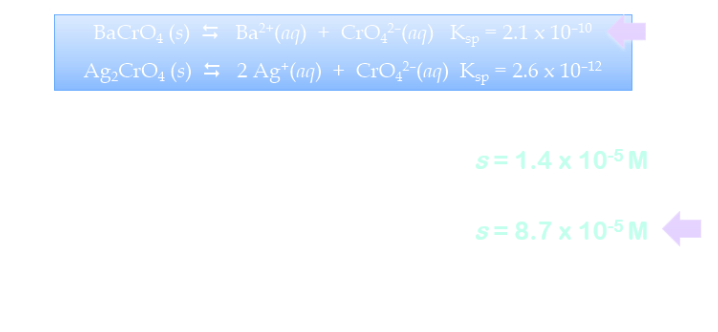 BaCrO₄ (s) ⇆ Ba²⁺(aq) + CrO₄²⁻(aq) Kₛₚ = 2.1 x 10⁻¹⁰
Ag₂CrO₄ (s) ⇆ 2 Ag⁺(aq) + CrO₄²⁻(aq) Kₛₚ = 2.6 x 10⁻¹²
s = 1.4 x 10⁻⁵ M
s = 8.7 x 10⁻⁵ M